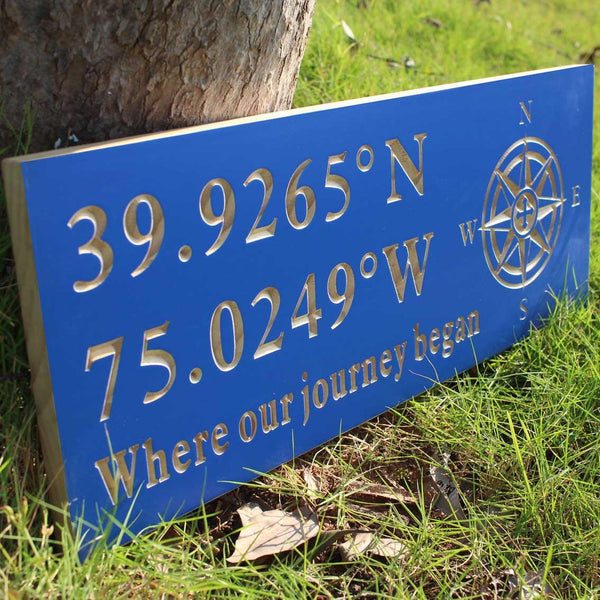 39.9265°N
75.0249°W
Where our journey began
N
W E
S